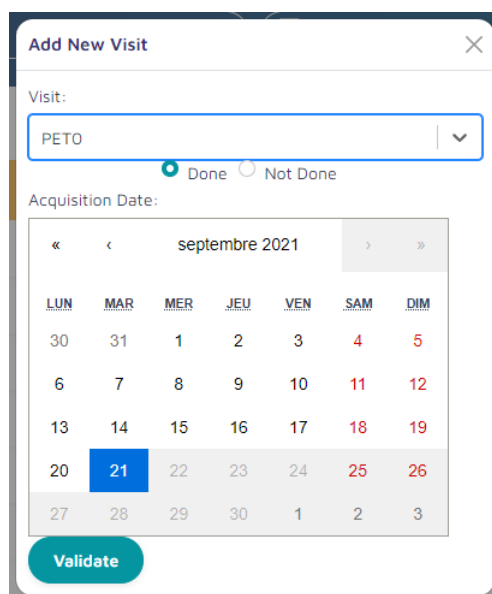 Add New Visit
Visit:
PET0
Done Not Done
Acquisition Date:
« ‹ septembre 2021 › »
LUN MAR MER JEU VEN SAM DIM
30 31 1 2 3 4 5
6 7 8 9 10 11 12
13 14 15 16 17 18 19
20 21 22 23 24 25 26
27 28 29 30 1 2 3
Validate